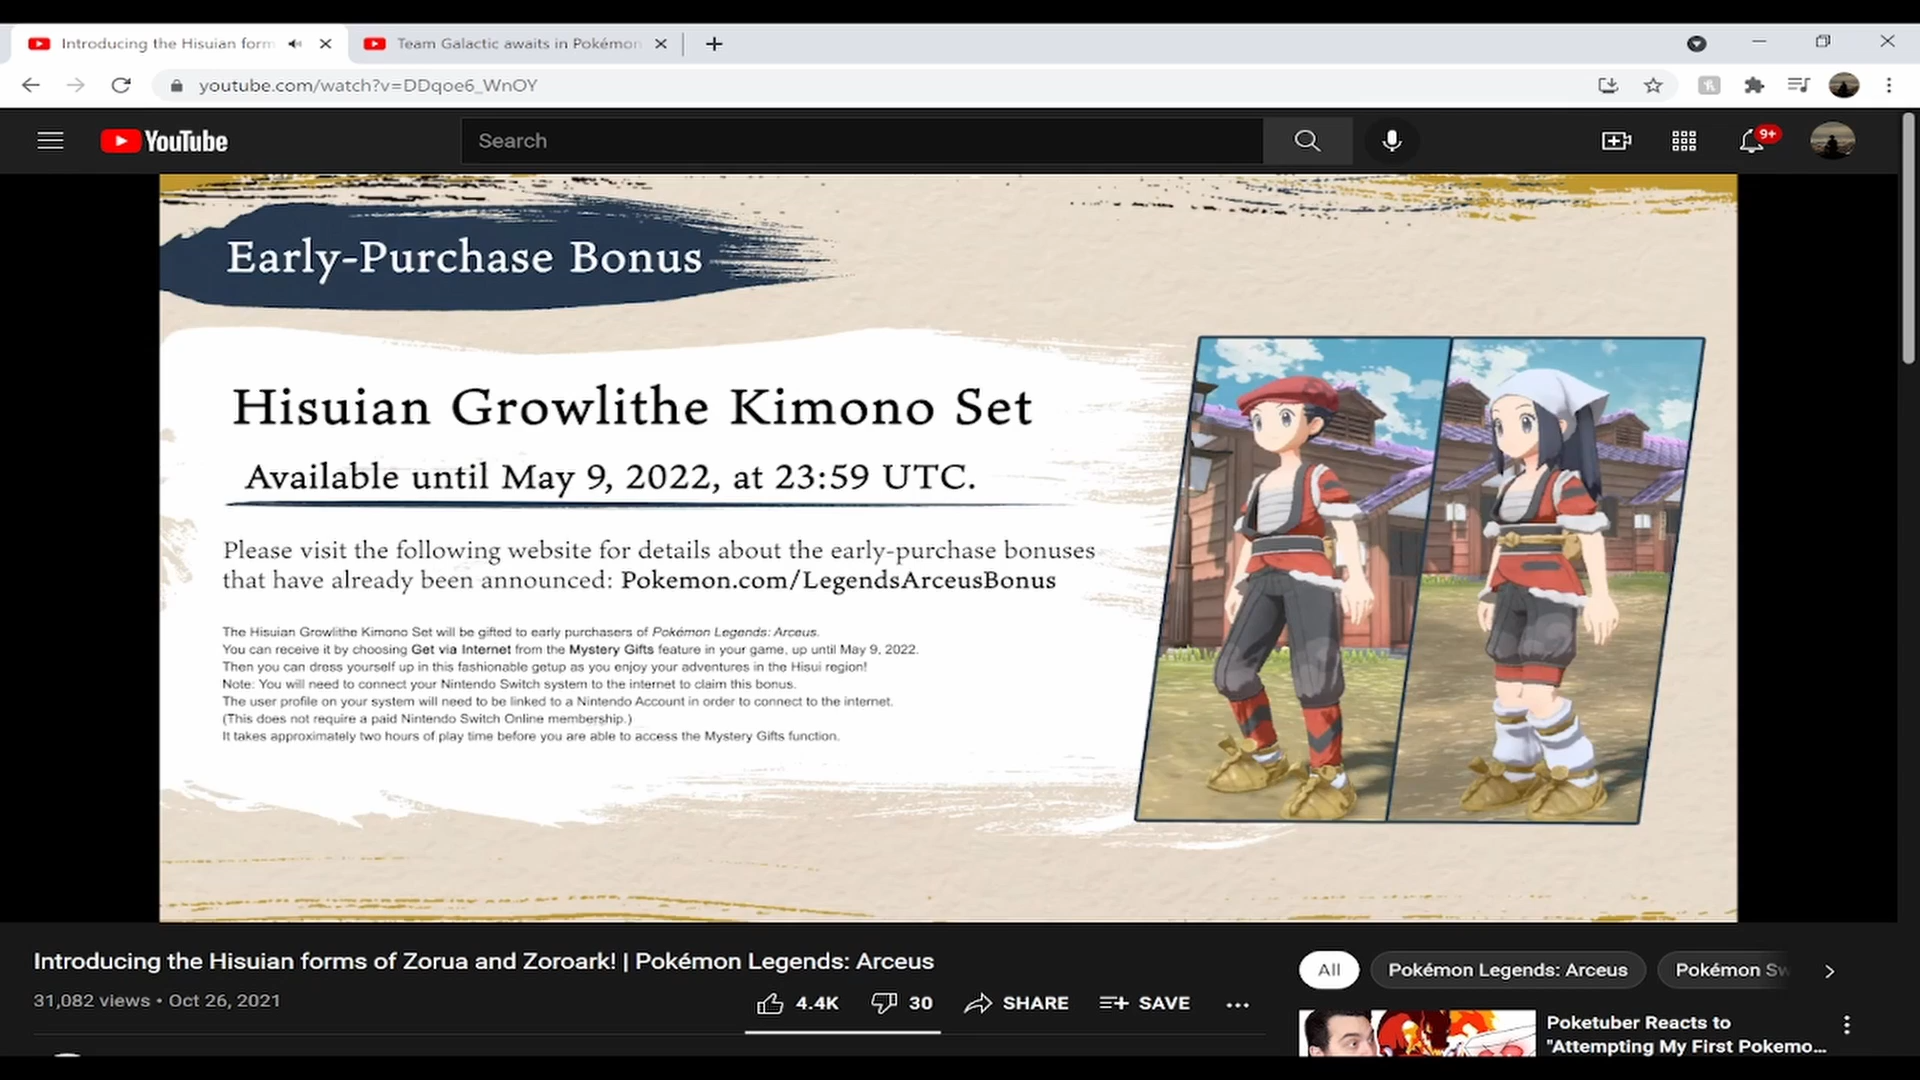 Introducing the Hisuian form
Team Galactic awaits in Pokémon
youtube.com/watch?v=DDqoe6_WnOY
YouTube
Search
9+
Early-Purchase Bonus
Hisuian Growlithe Kimono Set
Available until May 9, 2022, at 23:59 UTC.
Please visit the following website for details about the early-purchase bonuses
that have already been announced: Pokemon.com/LegendsArceusBonus
The Hisuian Growlithe Kimono Set will be gifted to early purchasers of Pokémon Legends: Arceus.
You can receive it by choosing Get via Internet from the Mystery Gifts feature in your game, up until May 9, 2022.
Then you can dress yourself up in this fashionable getup as you enjoy your adventures in the Hisui region!
Note: You will need to connect your Nintendo Switch system to the internet to claim this bonus.
The user profile on your system will need to be linked to a Nintendo Account in order to connect to the internet.
(This does not require a paid Nintendo Switch Online membership.)
It takes approximately two hours of play time before you are able to access the Mystery Gifts function.
Introducing the Hisuian forms of Zorua and Zoroark! | Pokémon Legends: Arceus
31,082 views • Oct 26, 2021
4.4K
30
SHARE
SAVE
All
Pokémon Legends: Arceus
Pokémon Sw
Poketuber Reacts to
"Attempting My First Pokemo...